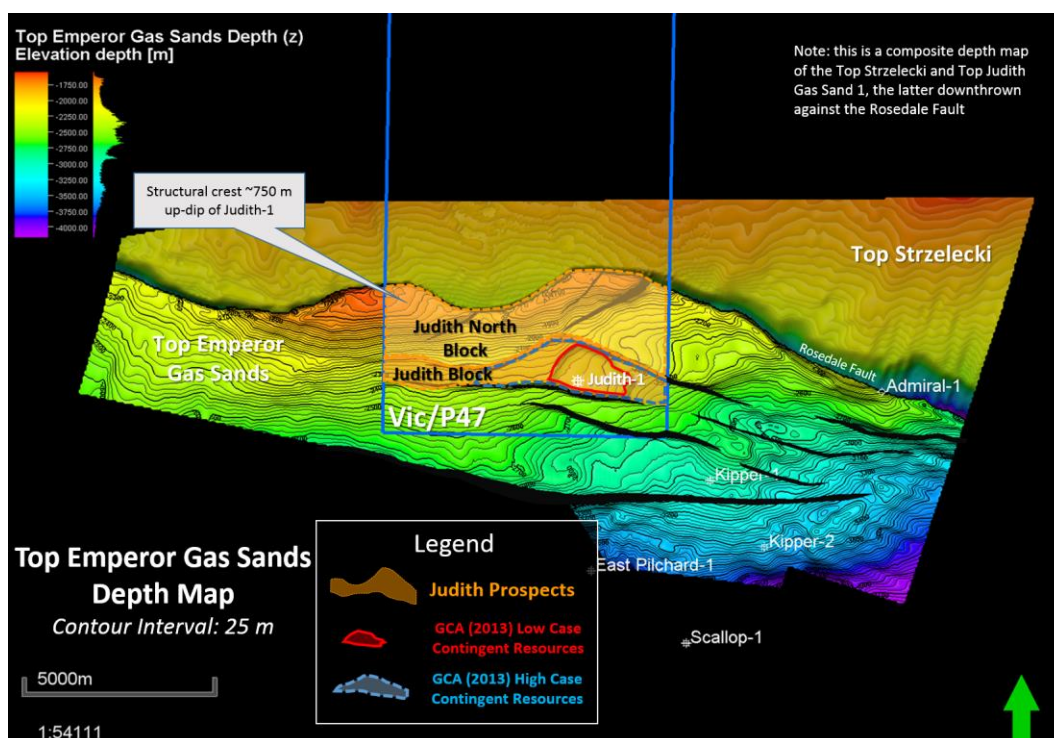 Top Emperor Gas Sands Depth (z)
Elevation depth [m]
-1750.00
-2000.00
-2250.00
-2500.00
-2750.00
-3000.00
-3250.00
-3500.00
-3750.00
-4000.00
Note: this is a composite depth map
of the Top Strzelecki and Top Judith
Gas Sand 1, the latter downthrown
against the Rosedale Fault
Structural crest ~750 m
up-dip of Judith-1
Top Strzelecki
Judith North
Block
Top Emperor
Gas Sands
Judith Block
Judith-1
Rosedale Fault
Admiral-1
Vic/P47
Kipper-1
Kipper-2
East Pilchard-1
Scallop-1
Top Emperor Gas Sands
Depth Map
Contour Interval: 25 m
5000m
1:54111
Legend
Judith Prospects
GCA (2013) Low Case
Contingent Resources
GCA (2013) High Case
Contingent Resources